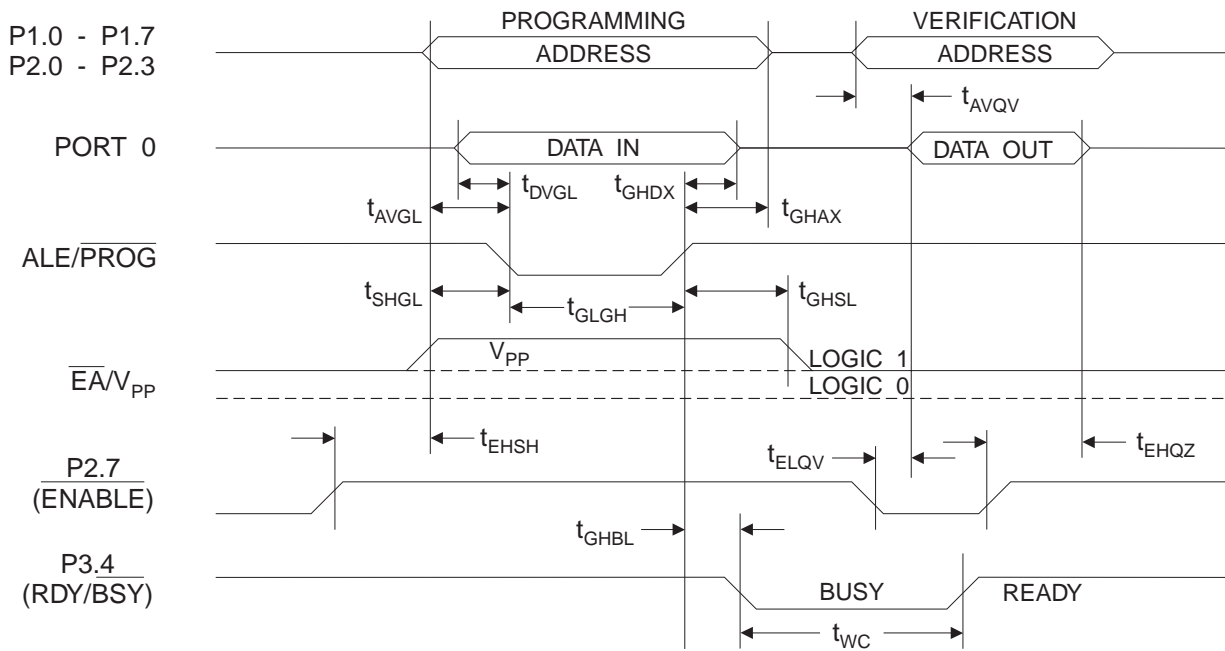 PROGRAMMING
VERIFICATION
P1.0 - P1.7
P2.0 - P2.3
ADDRESS
ADDRESS
tAVQV
PORT 0
DATA IN
DATA OUT
tDVGL
tGHDX
tAVGL
tGHAX
ALE/PROG
tSHGL
tGLGH
tGHSL
EA/VPP
VPP
LOGIC 1
LOGIC 0
tEHSH
tELQV
tEHQZ
P2.7
(ENABLE)
tGHBL
P3.4
(RDY/BSY)
BUSY
READY
tWC